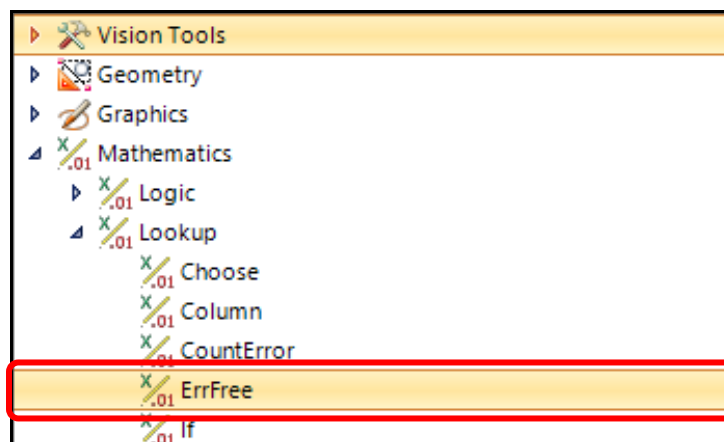 Vision Tools
Geometry
Graphics
Mathematics
Logic
Lookup
Choose
Column
CountError
ErrFree
If